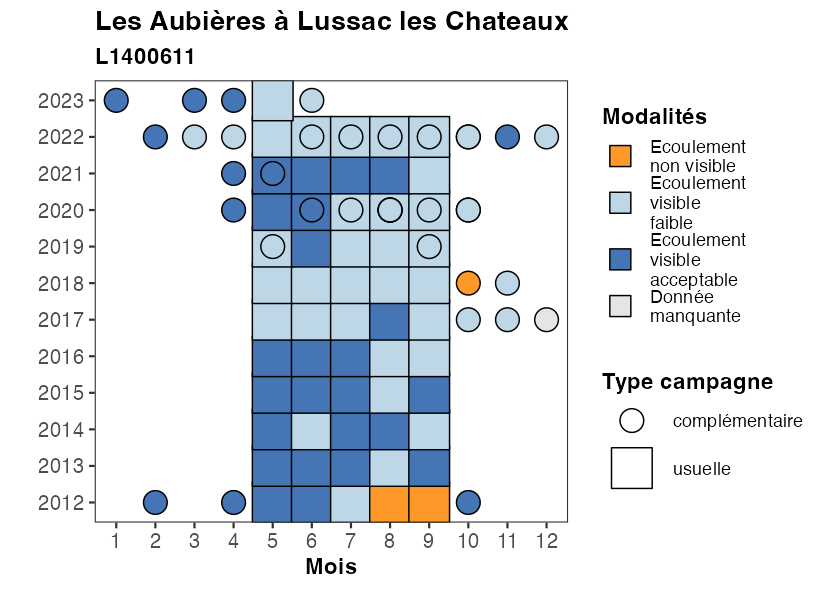 Les Aubières à Lussac les Chateaux
L1400611
2023
2022
2021
2020
2019
2018
2017
2016
2015
2014
2013
2012
1 2 3 4 5 6 7 8 9 10 11 12
Mois
Modalités
Ecoulement
non visible
Ecoulement
visible
faible
Ecoulement
visible
acceptable
Donnée
manquante
Type campagne
complémentaire
usuelle